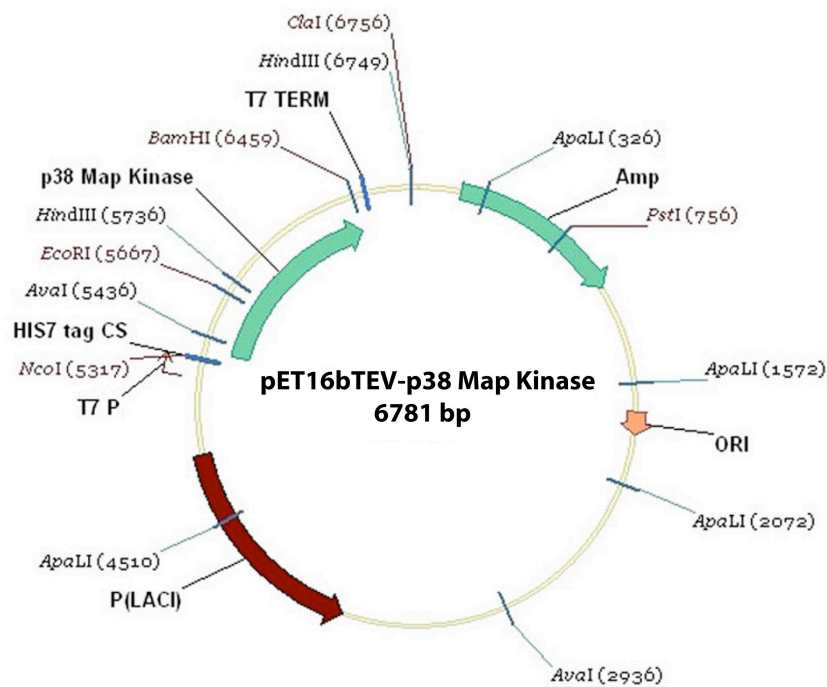 ClaI (6756)
HindIII (6749)
T7 TERM
BamHI (6459)
ApaLI (326)
p38 Map Kinase
Amp
HindIII (5736)
PstI (756)
EcoRI (5667)
AvaI (5436)
HIS7 tag CS
NcoI (5317)
T7 P
pET16bTEV-p38 Map Kinase
6781 bp
ApaLI (1572)
ORI
ApaLI (2072)
ApaLI (4510)
P(LACI)
AvaI (2936)